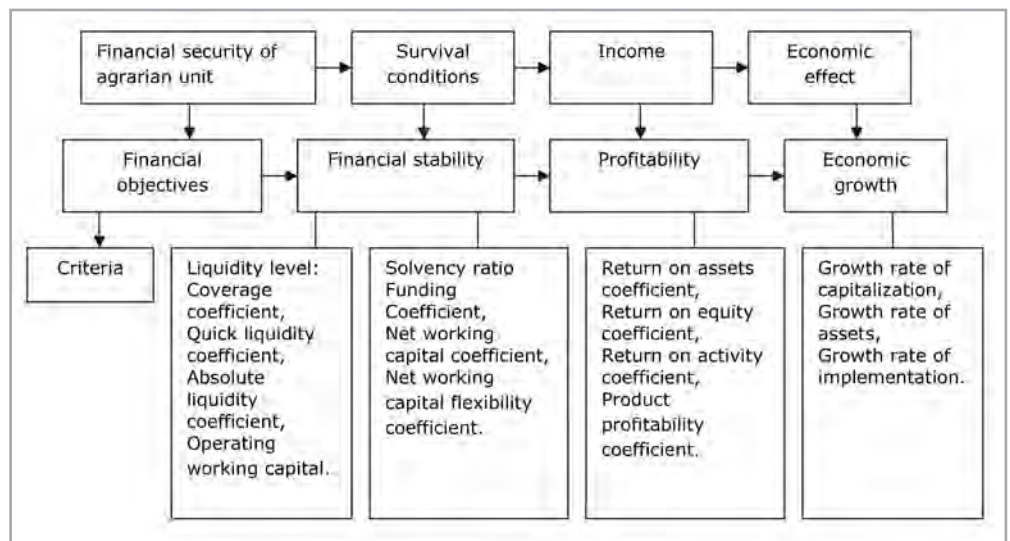 Financial security of
agrarian unit
Survival
conditions
Income
Economic
effect
Financial
objectives
Financial stability
Profitability
Economic
growth
Criteria
Liquidity level:
Coverage
coefficient,
Quick liquidity
coefficient,
Absolute
liquidity
coefficient,
Operating
working capital.
Solvency ratio
Funding
Coefficient,
Net working
capital coefficient,
Net working
capital flexibility
coefficient.
Return on assets
coefficient,
Return on equity
coefficient,
Return on activity
coefficient,
Product
profitability
coefficient.
Growth rate of
capitalization,
Growth rate of
assets,
Growth rate of
implementation.